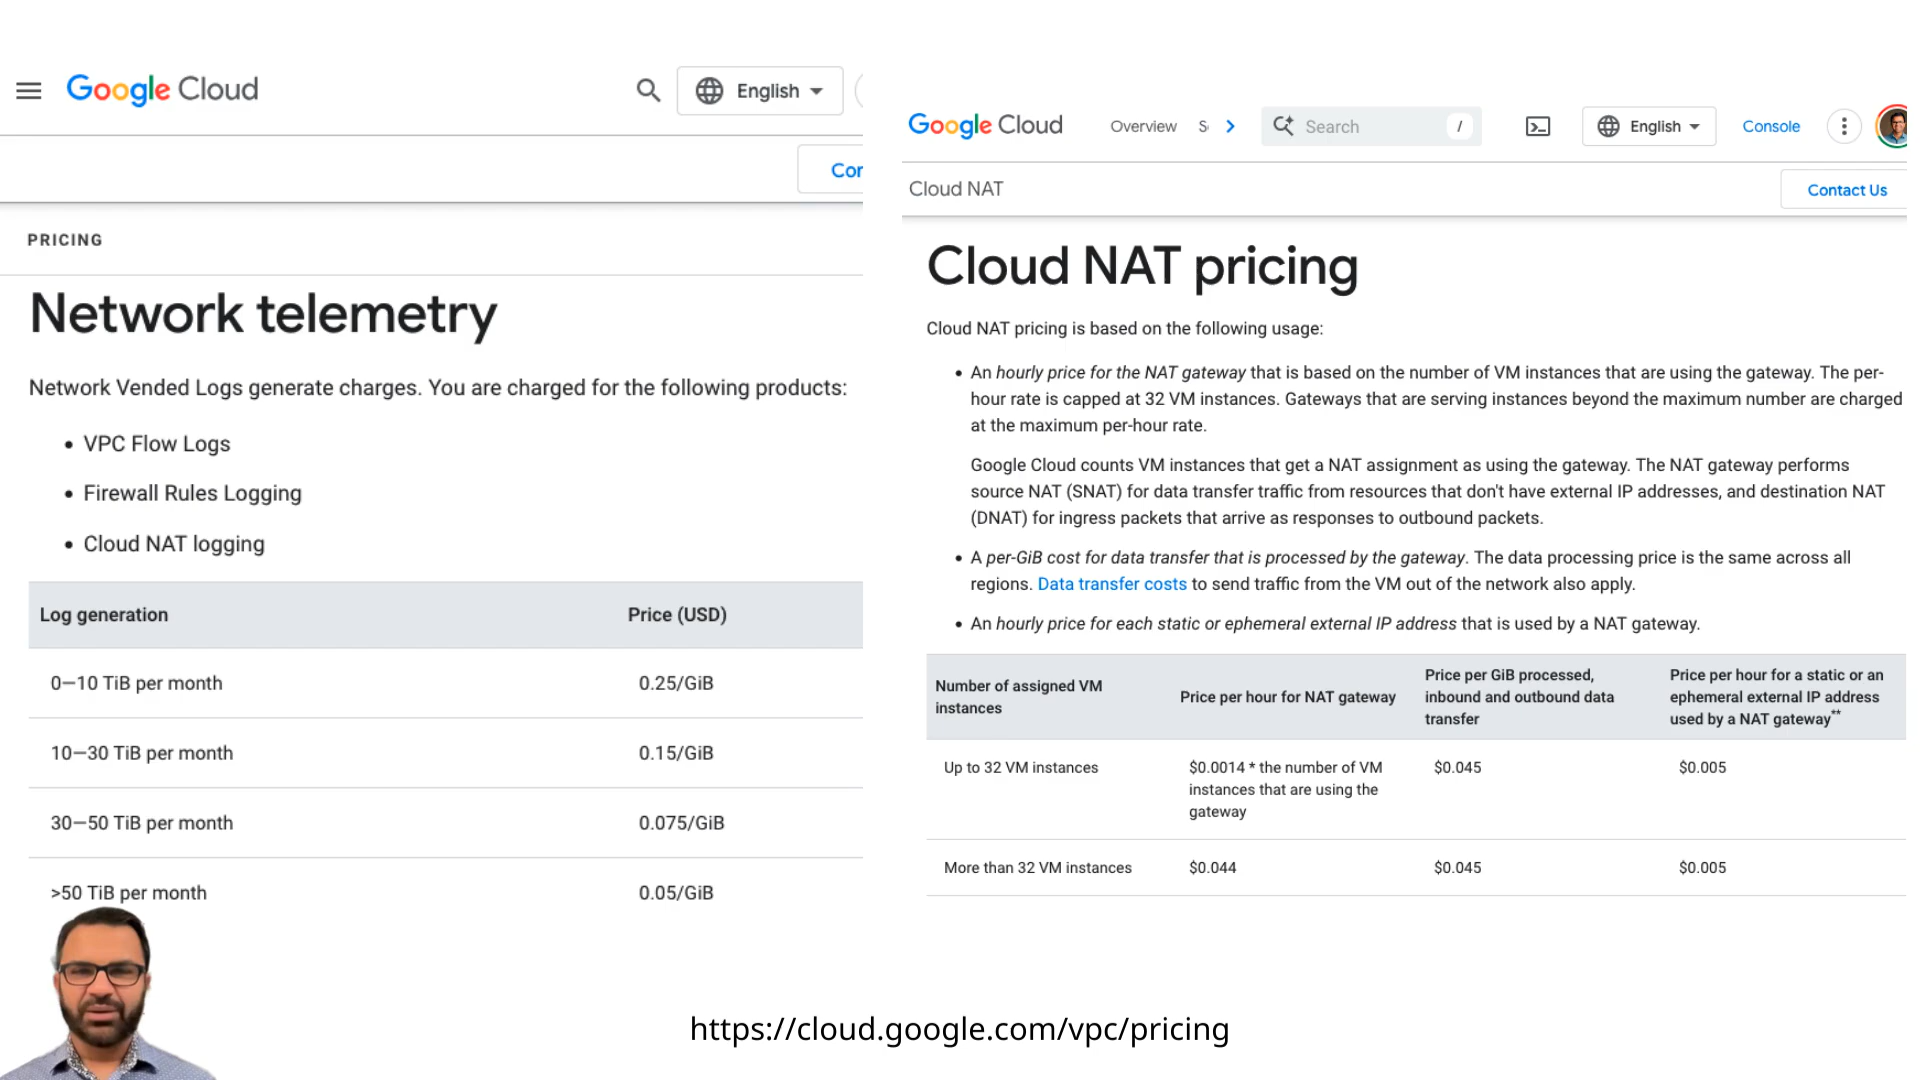 Google Cloud
English
Cor
PRICING
Network telemetry
Network Vended Logs generate charges. You are charged for the following products:
• VPC Flow Logs
• Firewall Rules Logging
• Cloud NAT logging
Log generation Price (USD)
0–10 TiB per month 0.25/GiB
10–30 TiB per month 0.15/GiB
30–50 TiB per month 0.075/GiB
>50 TiB per month 0.05/GiB
Google Cloud Overview S Search / English Console
Cloud NAT Contact Us
Cloud NAT pricing
Cloud NAT pricing is based on the following usage:
• An hourly price for the NAT gateway that is based on the number of VM instances that are using the gateway. The per-
hour rate is capped at 32 VM instances. Gateways that are serving instances beyond the maximum number are charged
at the maximum per-hour rate.
Google Cloud counts VM instances that get a NAT assignment as using the gateway. The NAT gateway performs
source NAT (SNAT) for data transfer traffic from resources that don't have external IP addresses, and destination NAT
(DNAT) for ingress packets that arrive as responses to outbound packets.
• A per-GiB cost for data transfer that is processed by the gateway. The data processing price is the same across all
regions. Data transfer costs to send traffic from the VM out of the network also apply.
• An hourly price for each static or ephemeral external IP address that is used by a NAT gateway.
Number of assigned VM
instances
Price per hour for NAT gateway
Price per GiB processed,
inbound and outbound data
transfer
Price per hour for a static or an
ephemeral external IP address
used by a NAT gateway**
Up to 32 VM instances
$0.0014 * the number of VM
instances that are using the
gateway
$0.045
$0.005
More than 32 VM instances $0.044 $0.045 $0.005
https://cloud.google.com/vpc/pricing